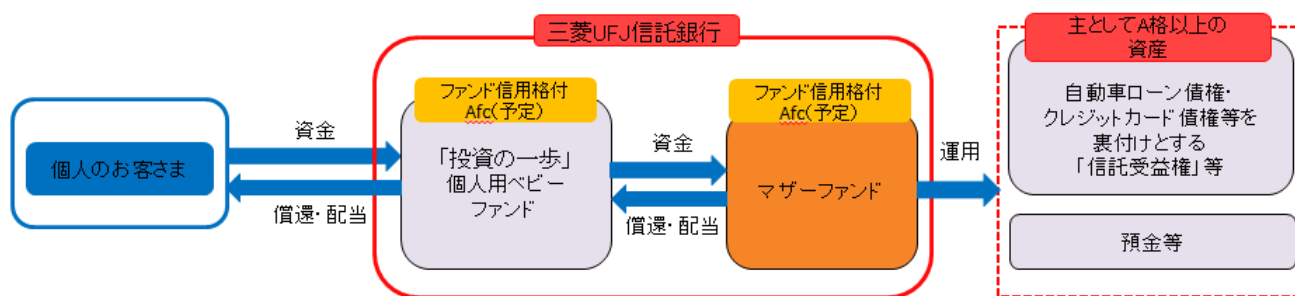 三菱UFJ信託銀行
主としてA格以上の
資産
ファンド信用格付
Afc(予定)
ファンド信用格付
Afc(予定)
個人のお客さま
資金
償還・配当
「投資の一歩」
個人用ベビー
ファンド
資金
償還・配当
マザーファンド
運用
自動車ローン債権・
クレジットカード債権等を
裏付けとする
「信託受益権」等
預金等